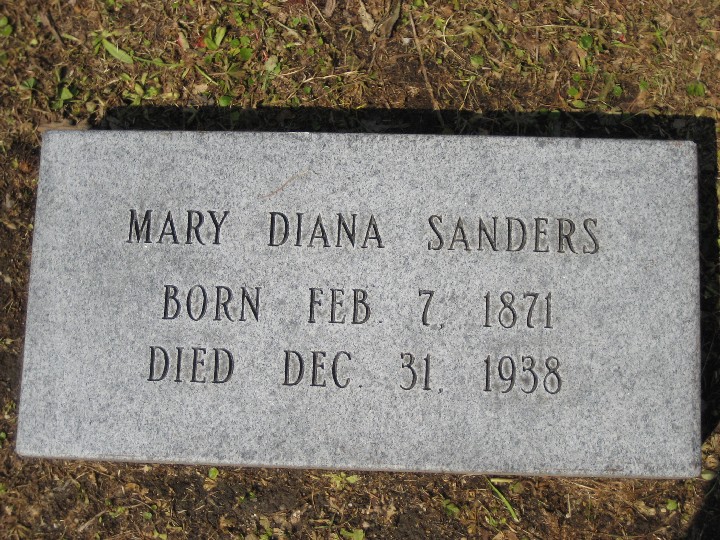 MARY DIANA SANDERS
BORN FEB. 7, 1871
DIED DEC. 31, 1938